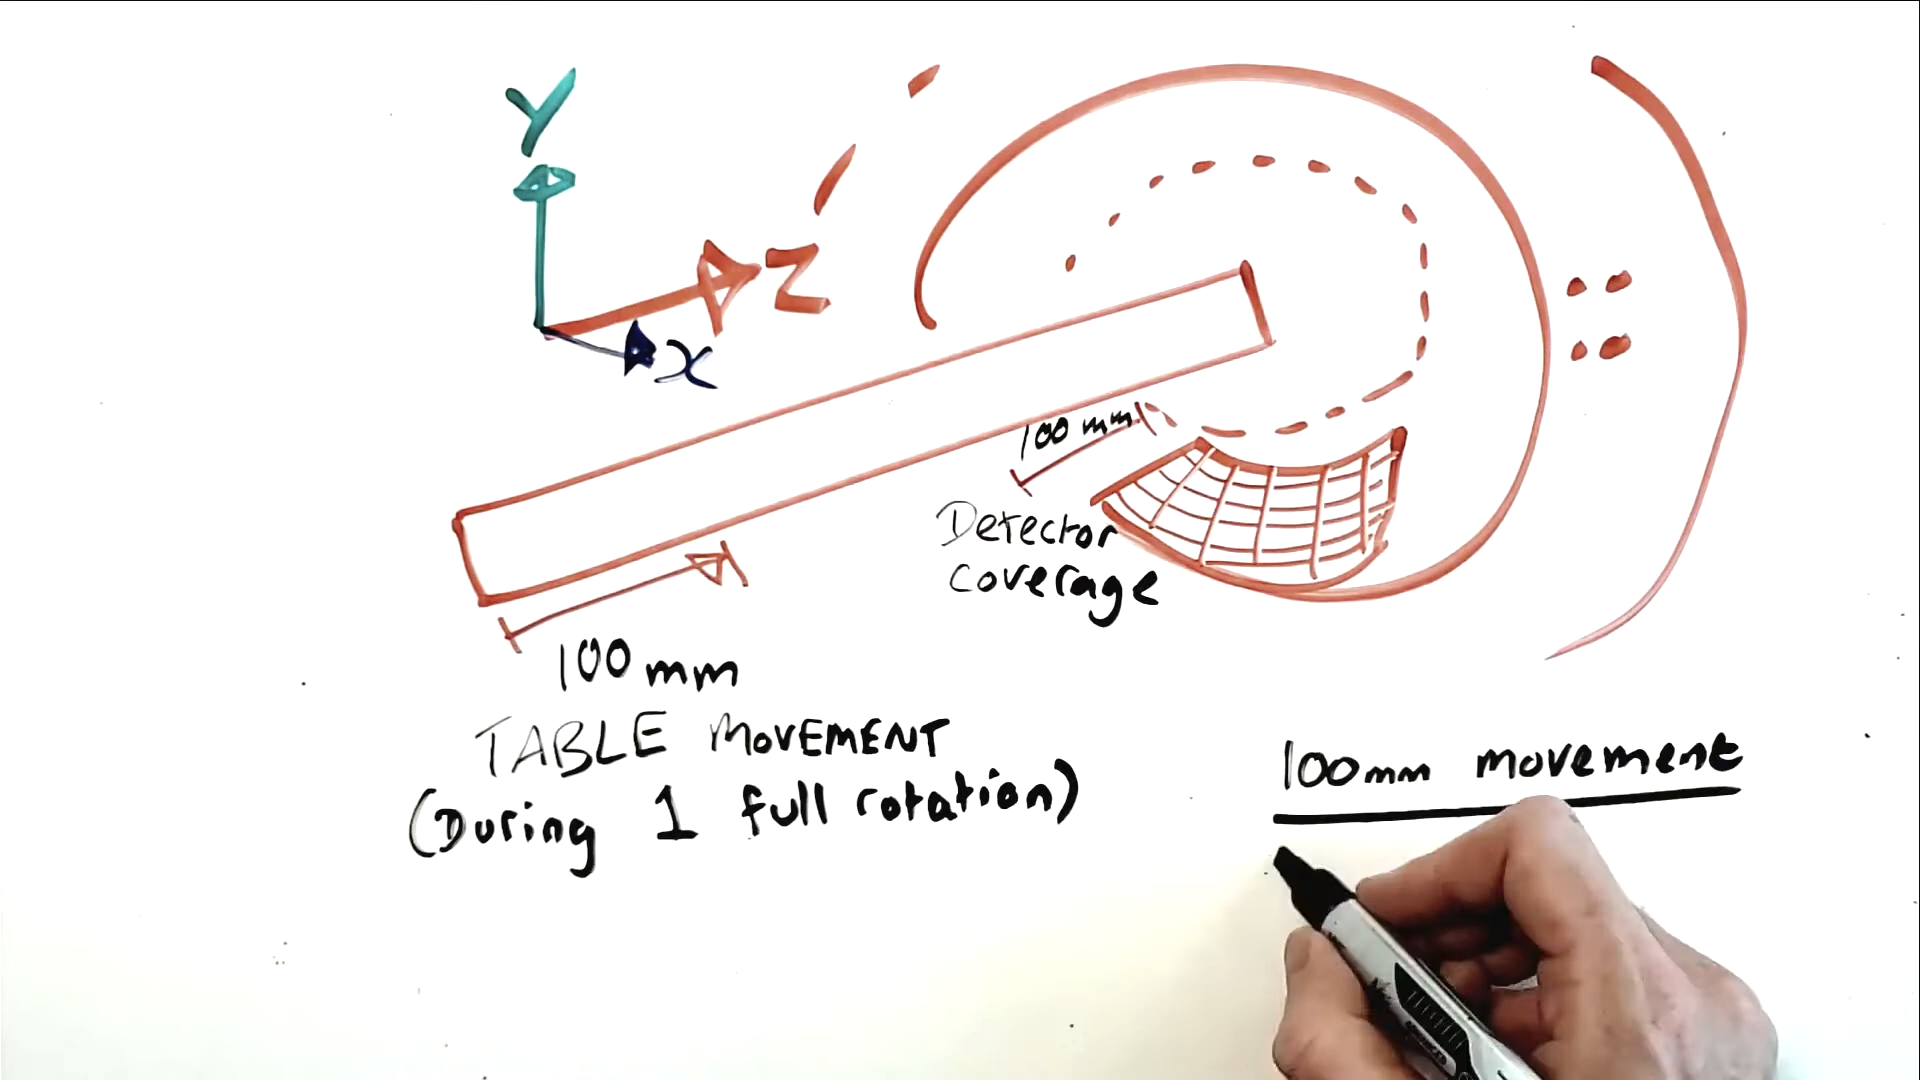 Y
Z
X
100 mm
Detector
coverage
100 mm
TABLE MOVEMENT
(During 1 full rotation)
100mm movement